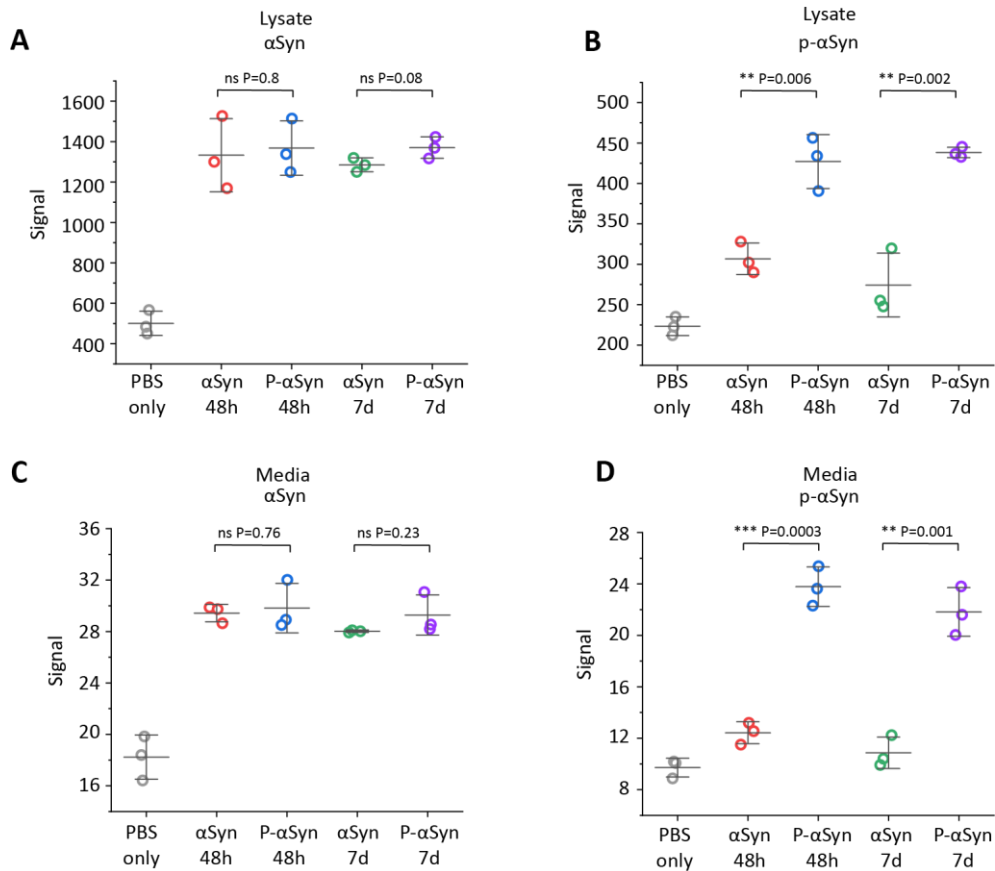 A
Lysate
αSyn
ns P=0.8
ns P=0.08
Signal
1600
1400
1200
1000
800
600
400
PBS only
αSyn 48h
P-αSyn 48h
αSyn 7d
P-αSyn 7d
B
Lysate
p-αSyn
** P=0.006
** P=0.002
Signal
500
450
400
350
300
250
200
PBS only
αSyn 48h
P-αSyn 48h
αSyn 7d
P-αSyn 7d
C
Media
αSyn
ns P=0.76
ns P=0.23
Signal
36
32
28
24
20
16
PBS only
αSyn 48h
P-αSyn 48h
αSyn 7d
P-αSyn 7d
D
Media
p-αSyn
*** P=0.0003
** P=0.001
Signal
28
24
20
16
12
8
PBS only
αSyn 48h
P-αSyn 48h
αSyn 7d
P-αSyn 7d